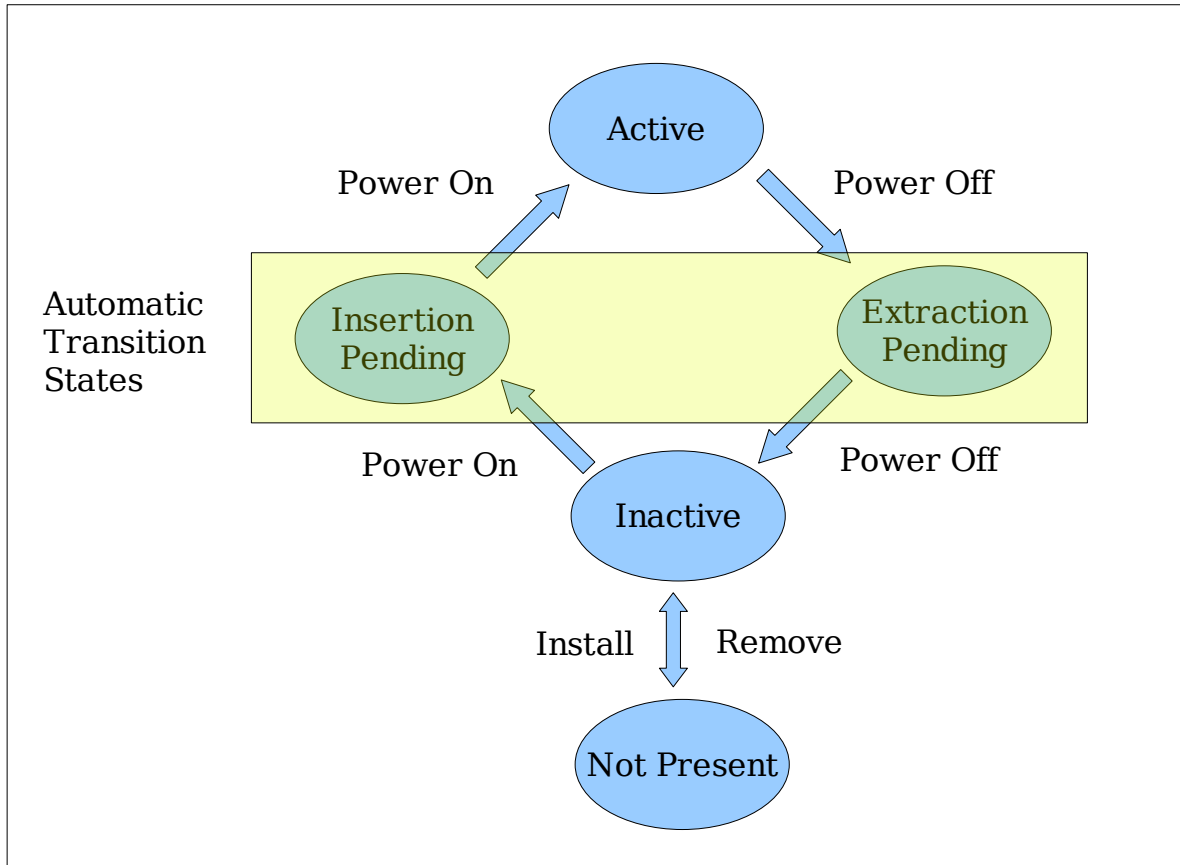 Active
Power On
Power Off
Automatic
Transition
States
Insertion
Pending
Extraction
Pending
Power On
Power Off
Inactive
Install
Remove
Not Present